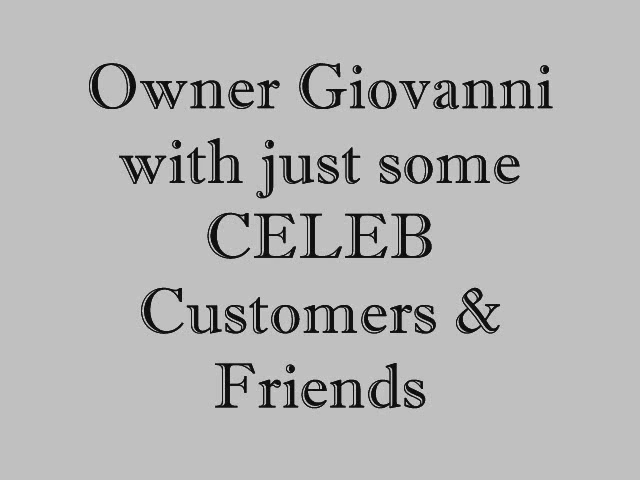 Owner Giovanni
with just some
CELEB
Customers &
Friends